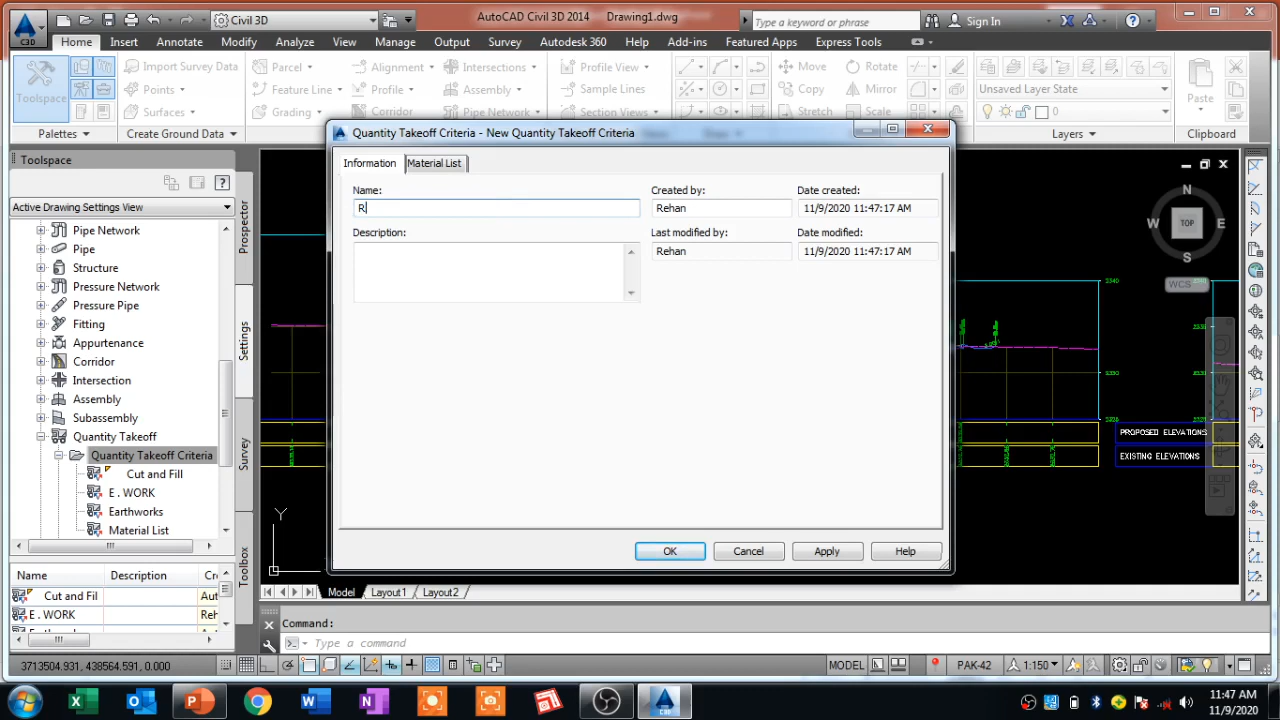 Civil 3D
AutoCAD Civil 3D 2014 Drawing1.dwg
Type a keyword or phrase
Sign In
C3D
Home Insert Annotate Modify Analyze View Manage Output Survey Autodesk 360 Help Add-ins Featured Apps Express Tools
Toolspace
Import Survey Data
Points
Surfaces
Parcel
Feature Line
Grading
Alignment
Profile
Corridor
Intersections
Assembly
Pipe Network
Profile View
Sample Lines
Section Views
Move
Copy
Stretch
Rotate
Mirror
Unsaved Layer State
0
Paste
Palettes
Create Ground Data
Layers
Clipboard
Toolspace
Active Drawing Settings View
Pipe Network
Pipe
Structure
Pressure Network
Pressure Pipe
Fitting
Appurtenance
Corridor
Intersection
Assembly
Subassembly
Quantity Takeoff
Quantity Takeoff Criteria
Cut and Fill
E . WORK
Earthworks
Material List
Prospector
Settings
Survey
Toolbox
Name Description Cr
Cut and Fil Aut
E . WORK Reh
Quantity Takeoff Criteria - New Quantity Takeoff Criteria
Information Material List
Name: Created by: Date created:
R Rehan 11/9/2020 11:47:17 AM
Description: Last modified by: Date modified:
Rehan 11/9/2020 11:47:17 AM
OK Cancel Apply Help
N
W TOP E
S
WCS
PROPOSED ELEVATIONS
EXISTING ELEVATIONS
Y
Model Layout1 Layout2
Command:
Type a command
3713504.931, 438564.591, 0.000
MODEL
PAK-42
1:150
11:47 AM
11/9/2020